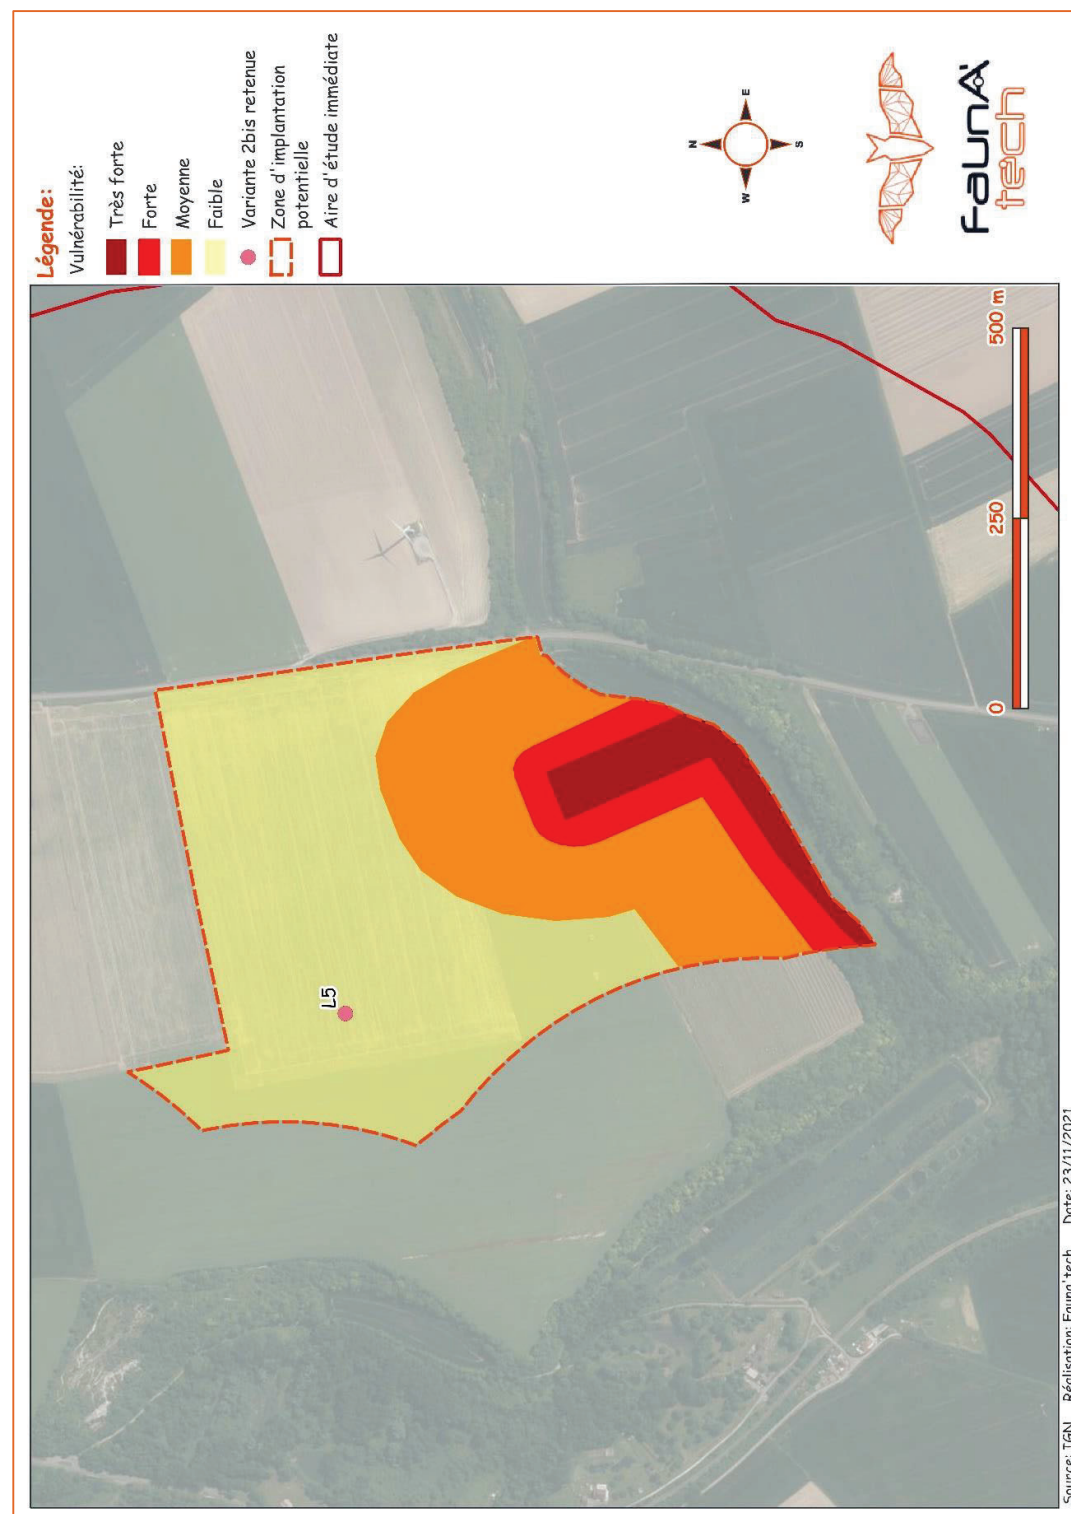 Légende:
Vulnérabilité:
Très forte
Forte
Moyenne
Faible
Variante 2bis retenue
Zone d'implantation
potentielle
Aire d'étude immédiate
N
W
E
S
faunA'
tech
L5
0
250
500 m
Source: IGN Réalisation: Fauna'tech Date: 23/11/2021